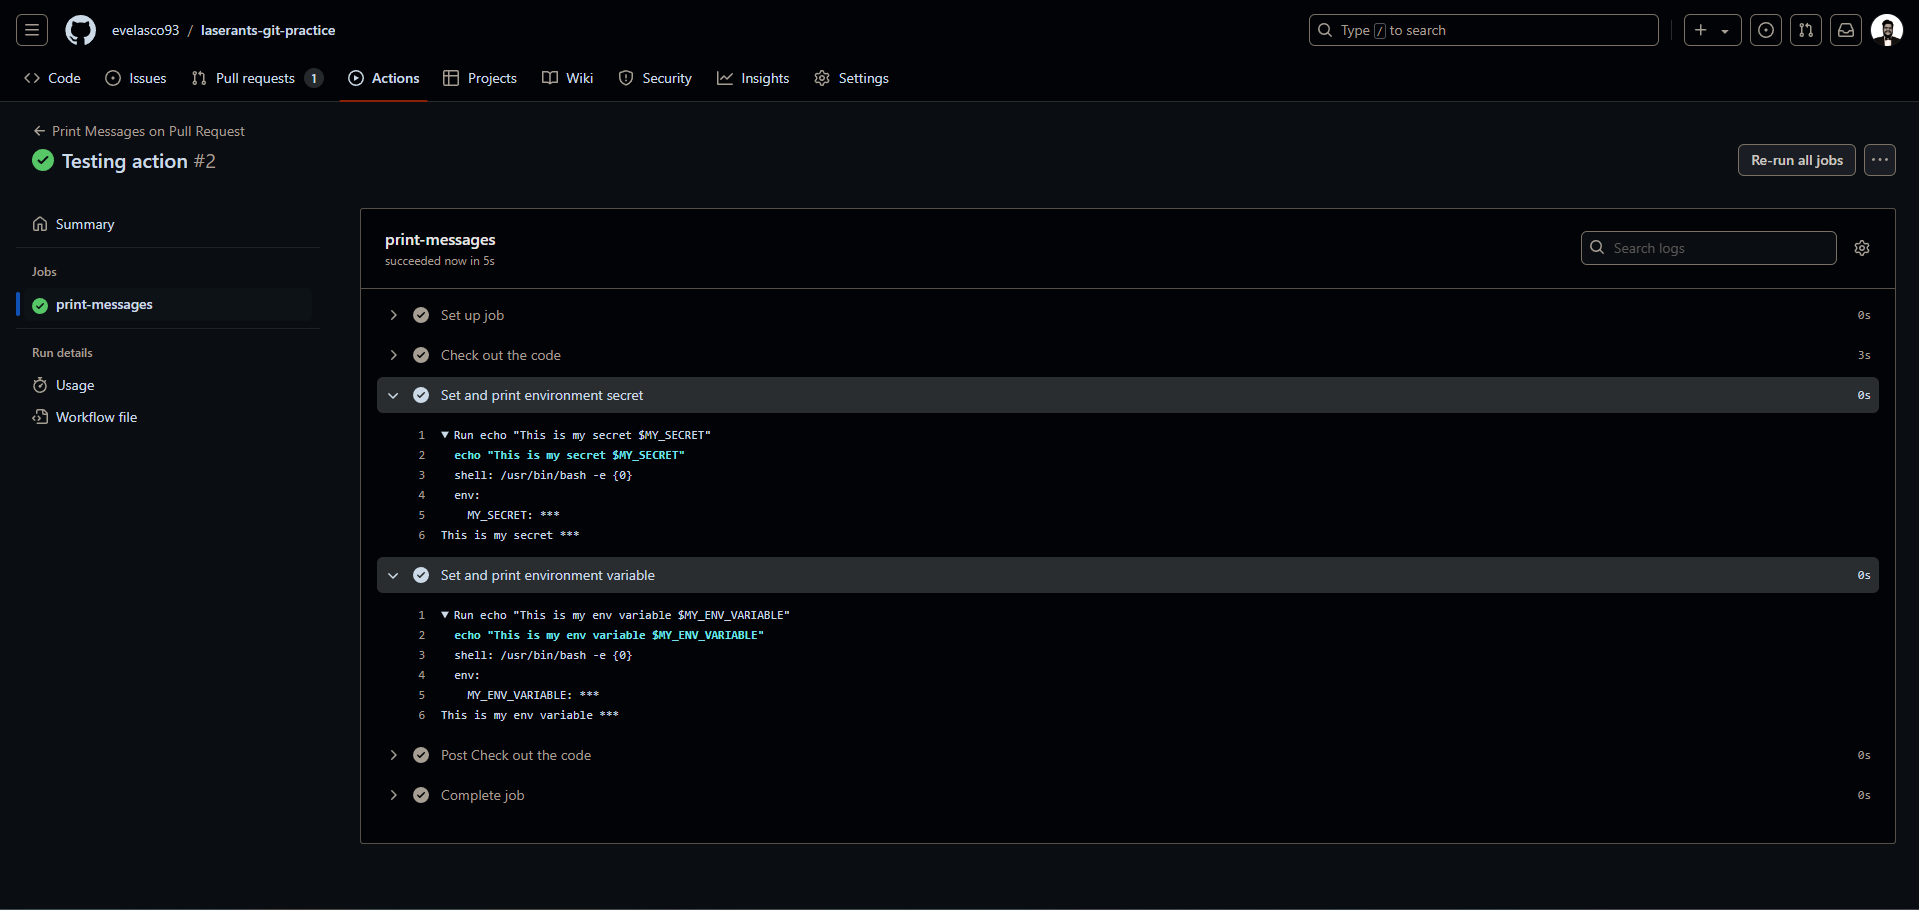 evelasco93 / laserants-git-practice
Type / to search
Code
Issues
Pull requests 1
Actions
Projects
Wiki
Security
Insights
Settings
Print Messages on Pull Request
Testing action #2
Re-run all jobs
Summary
Jobs
print-messages
Run details
Usage
Workflow file
print-messages
succeeded now in 5s
Search logs
Set up job 0s
Check out the code 3s
Set and print environment secret 0s
1 Run echo "This is my secret $MY_SECRET"
2 echo "This is my secret $MY_SECRET"
3 shell: /usr/bin/bash -e {0}
4 env:
5 MY_SECRET: ***
6 This is my secret ***
Set and print environment variable 0s
1 Run echo "This is my env variable $MY_ENV_VARIABLE"
2 echo "This is my env variable $MY_ENV_VARIABLE"
3 shell: /usr/bin/bash -e {0}
4 env:
5 MY_ENV_VARIABLE: ***
6 This is my env variable ***
Post Check out the code 0s
Complete job 0s